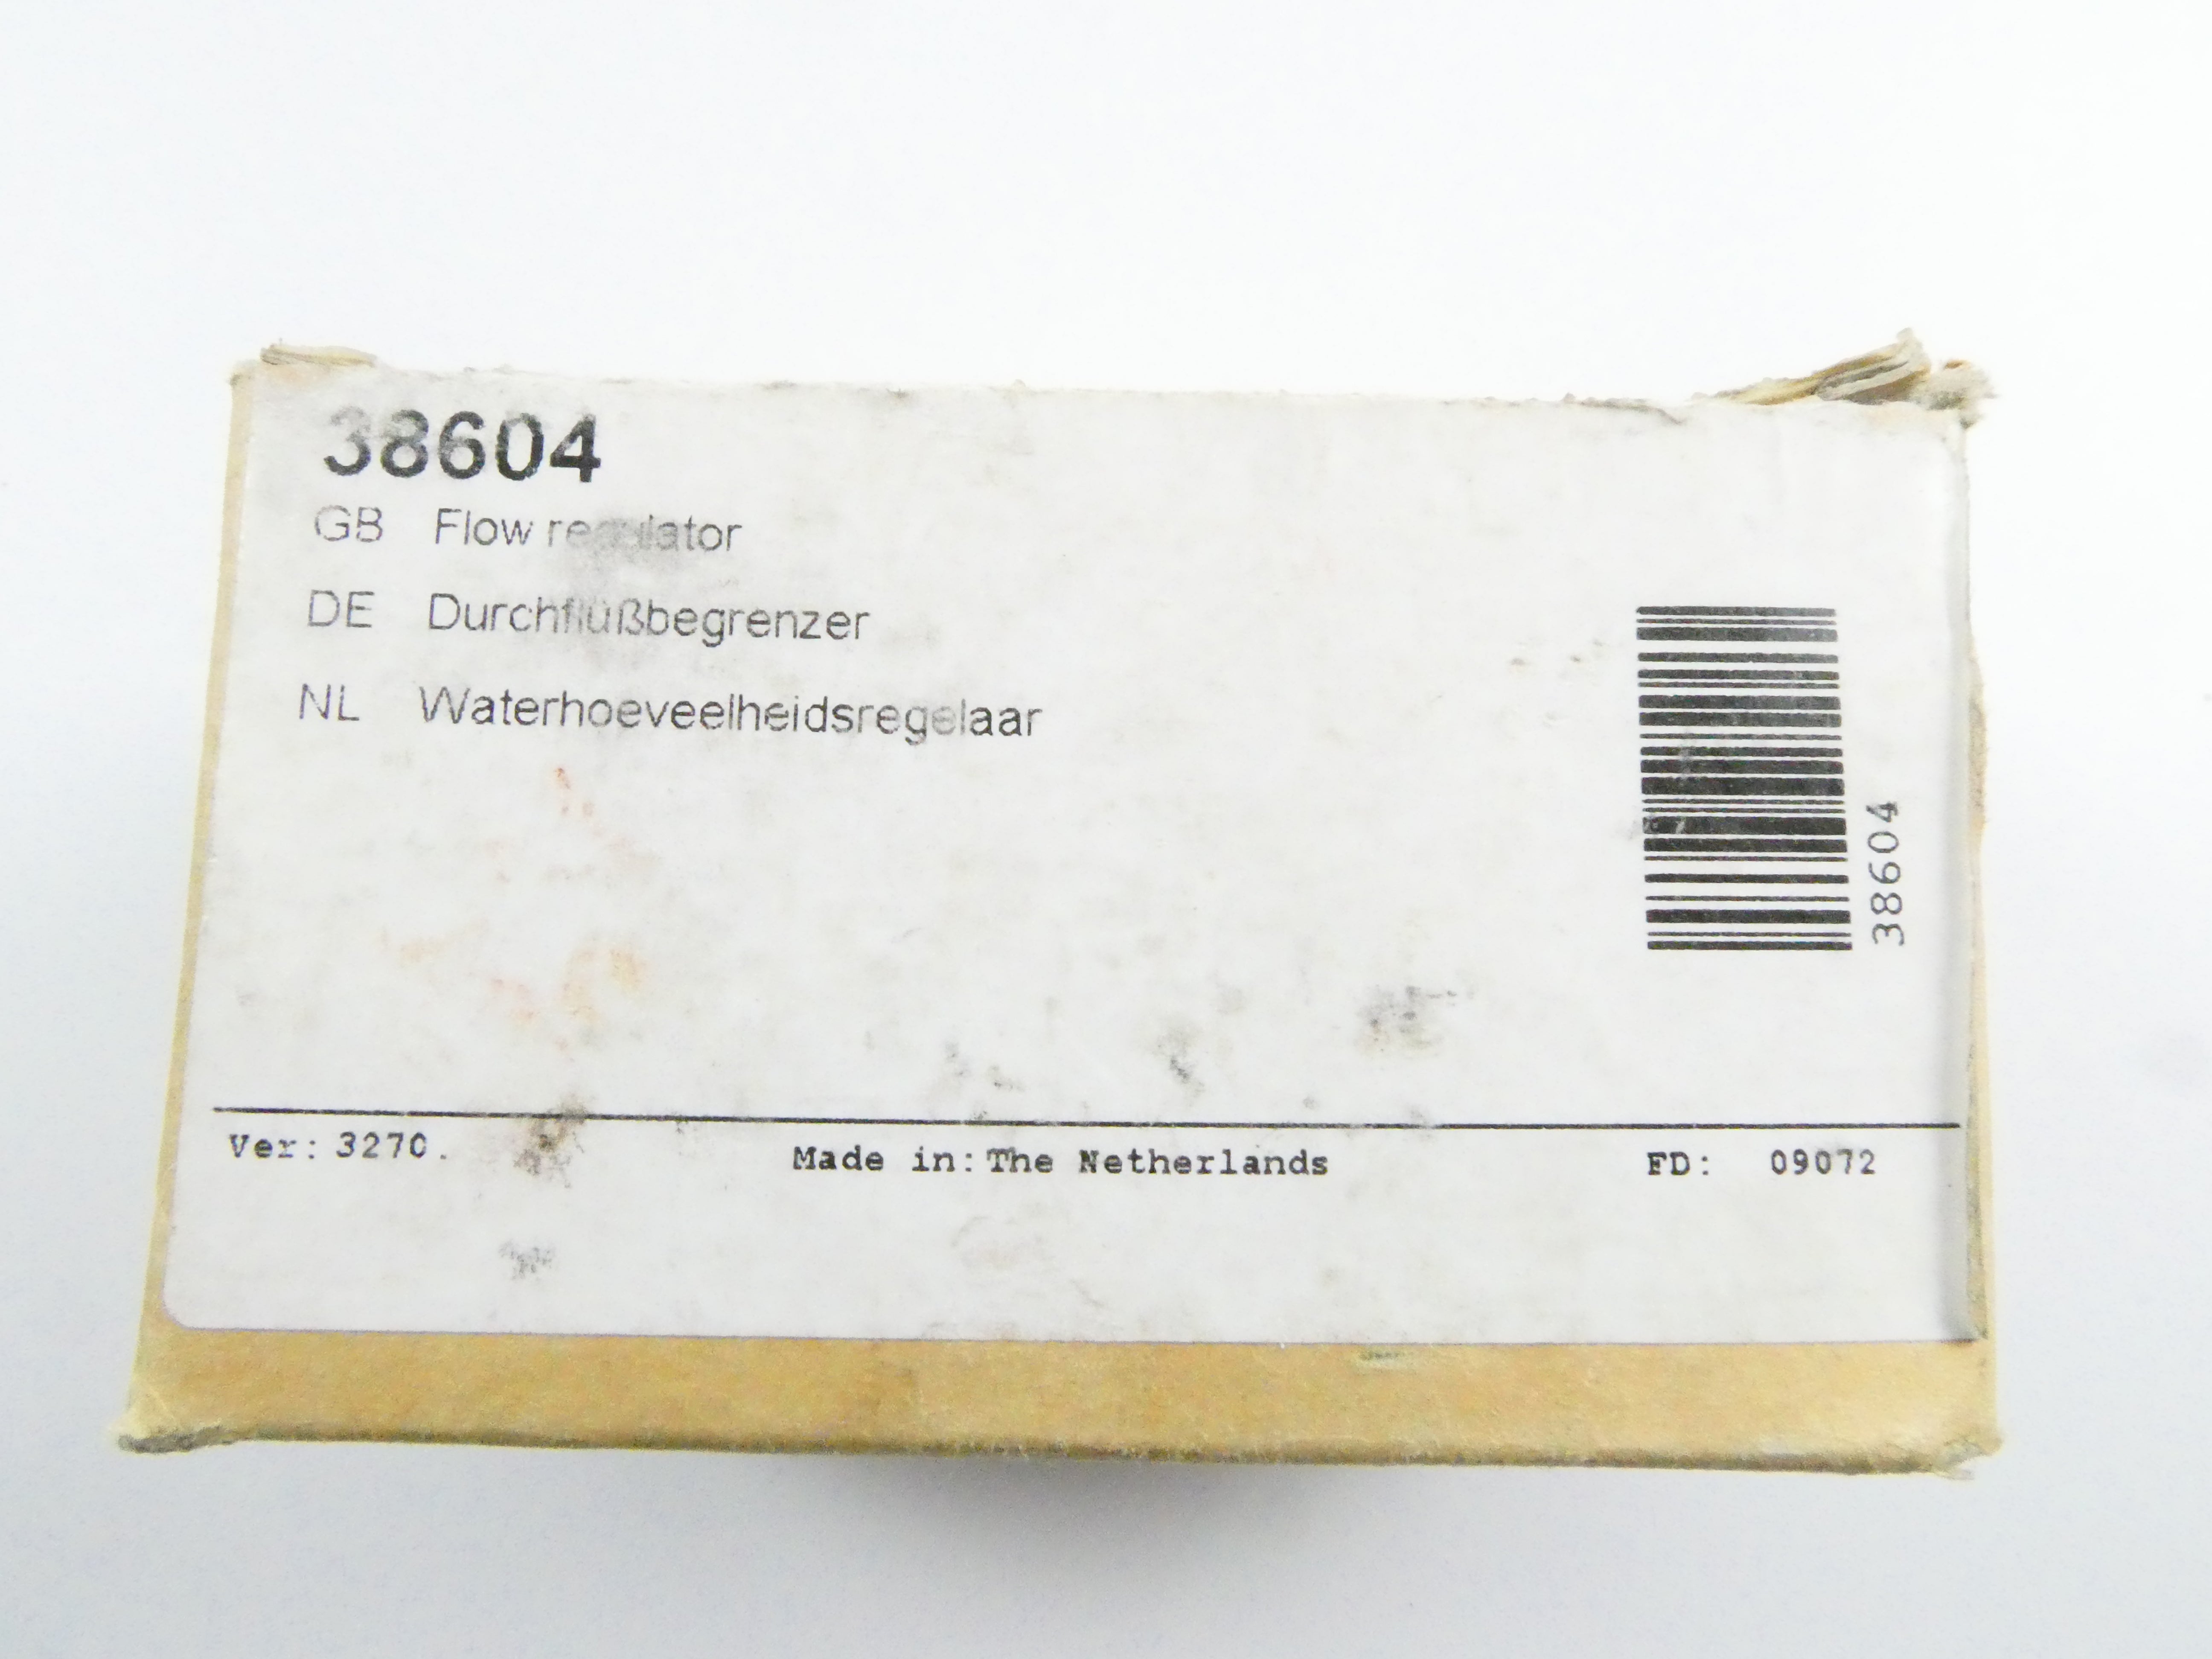 38604
GB Flow regulator
DE Durchflußbegrenzer
NL Waterhoeveelheidsregelaar
38604
Ver: 3270. Made in: The Netherlands FD: 09072